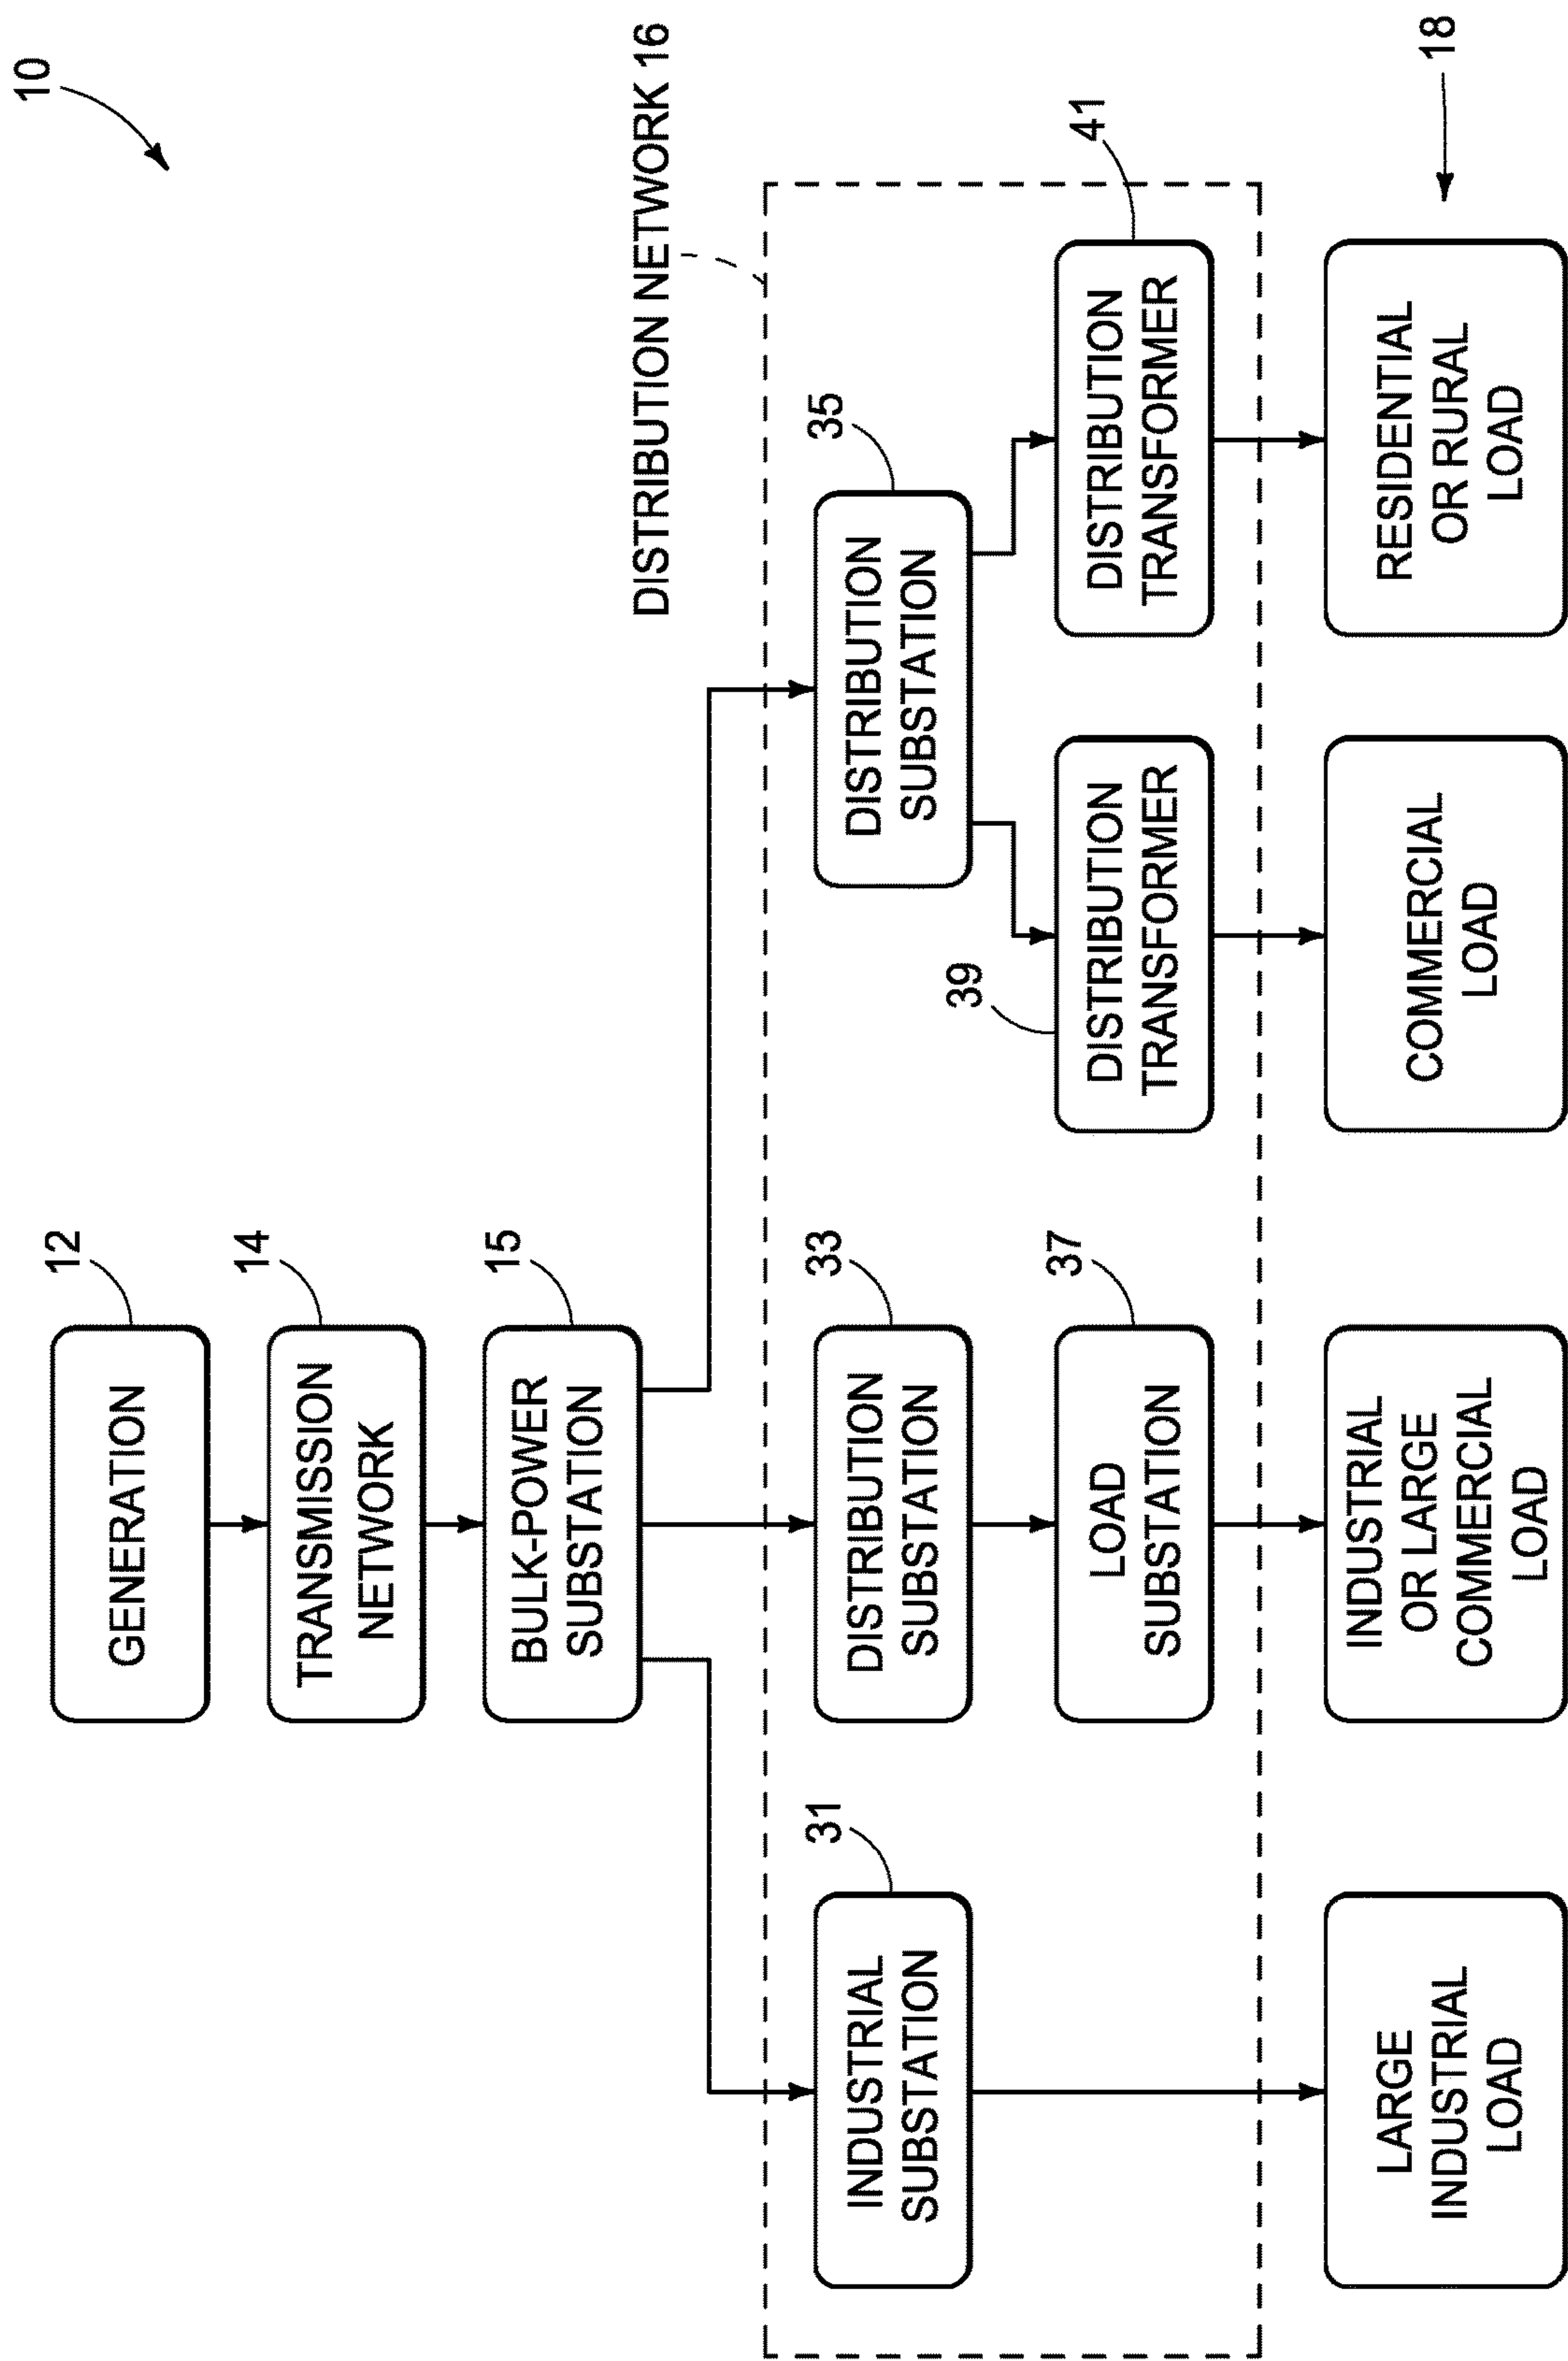 10
GENERATION
12
TRANSMISSION
NETWORK
14
BULK-POWER
SUBSTATION
15
DISTRIBUTION NETWORK 16
INDUSTRIAL
SUBSTATION
31
DISTRIBUTION
SUBSTATION
33
DISTRIBUTION
SUBSTATION
35
LOAD
SUBSTATION
37
DISTRIBUTION
TRANSFORMER
39
DISTRIBUTION
TRANSFORMER
41
LARGE
INDUSTRIAL
LOAD
INDUSTRIAL
OR LARGE
COMMERCIAL
LOAD
COMMERCIAL
LOAD
RESIDENTIAL
OR RURAL
LOAD
18